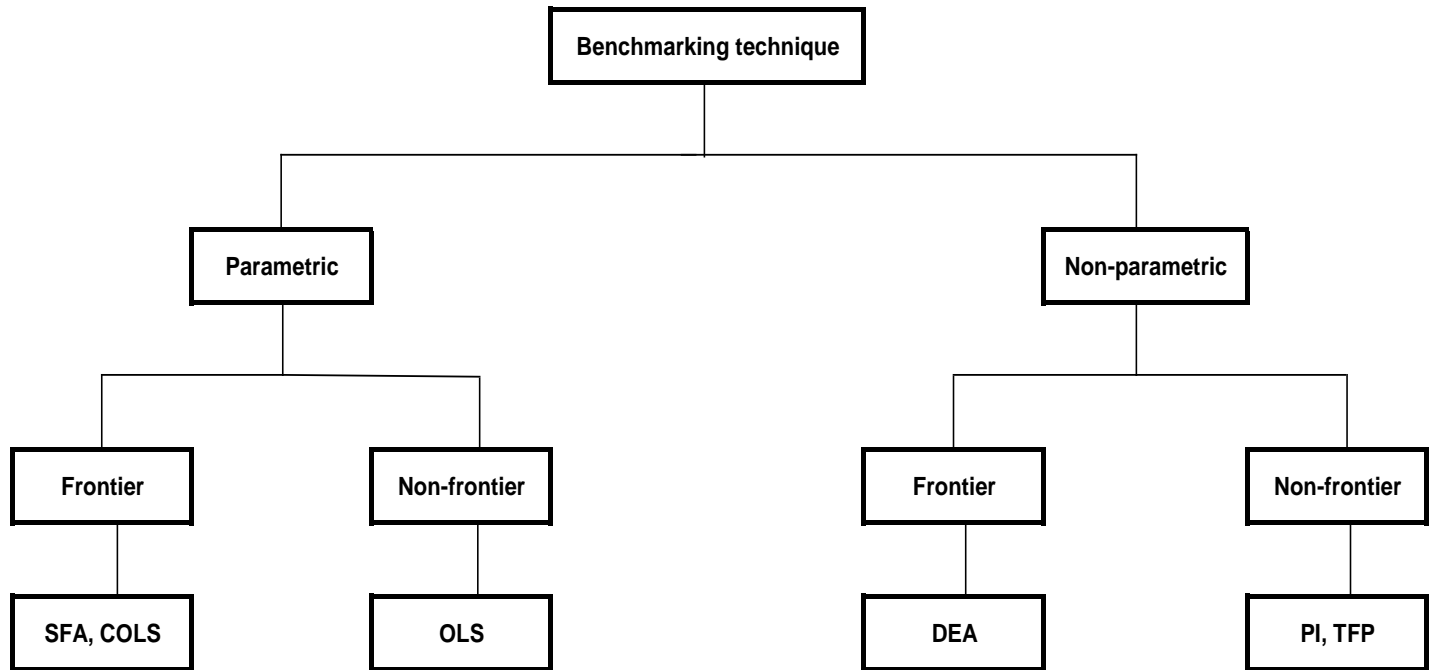 Benchmarking technique
Parametric
Non-parametric
Frontier
Non-frontier
Frontier
Non-frontier
SFA, COLS
OLS
DEA
PI, TFP